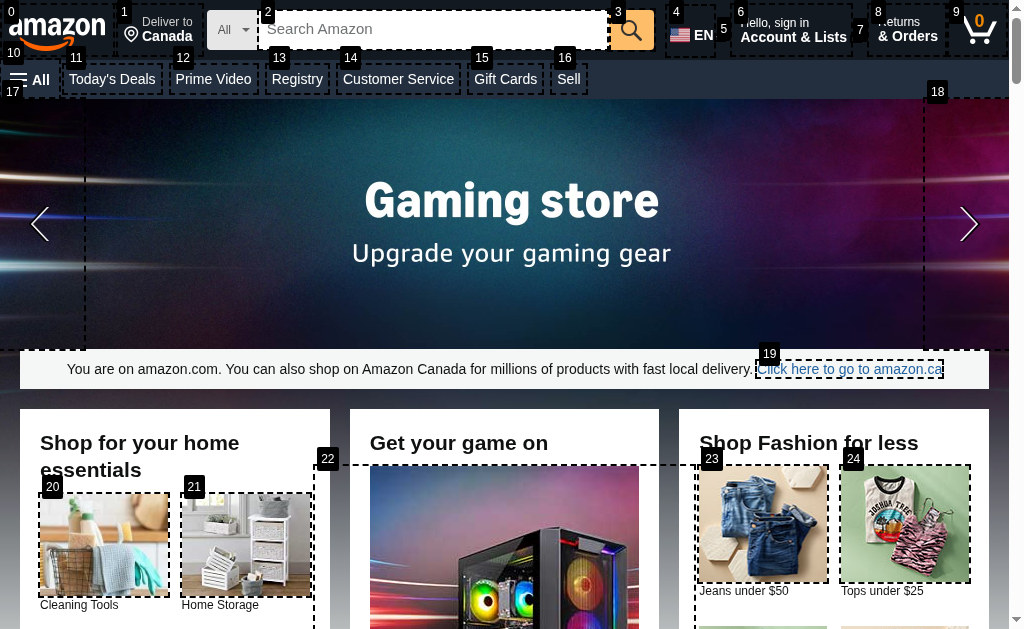 0 1 2 3 4 5 6 7 8 9
amazon
Deliver to
Canada
All
Search Amazon
EN
Hello, sign in
Account & Lists
Returns
& Orders
0
10 11 12 13 14 15 16
All
Today's Deals
Prime Video
Registry
Customer Service
Gift Cards
Sell
17
18
Gaming store
Upgrade your gaming gear
19
You are on amazon.com. You can also shop on Amazon Canada for millions of products with fast local delivery. Click here to go to amazon.ca
Shop for your home
essentials
20
21
Cleaning Tools
Home Storage
Get your game on
22
Shop Fashion for less
23
24
JOSHUA TREE
Jeans under $50
Tops under $25